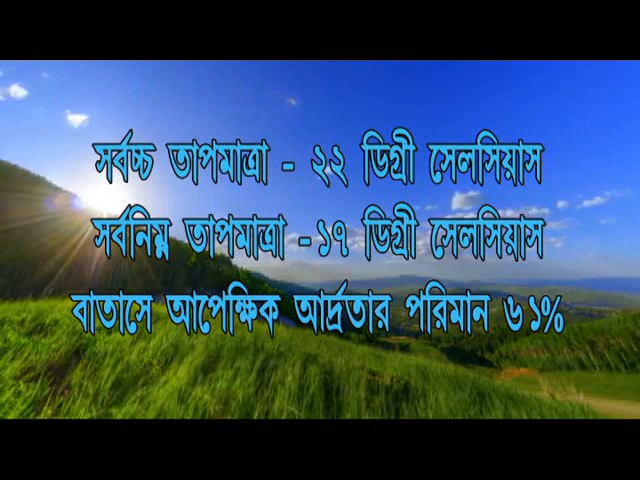 সর্বচ্চ তাপমাত্রা - ২২ ডিগ্রী সেলসিয়াস
সর্বনিম্ন তাপমাত্রা -১৭ ডিগ্রী সেলসিয়াস
বাতাসে আপেক্ষিক আর্দ্রতার পরিমান ৬১%